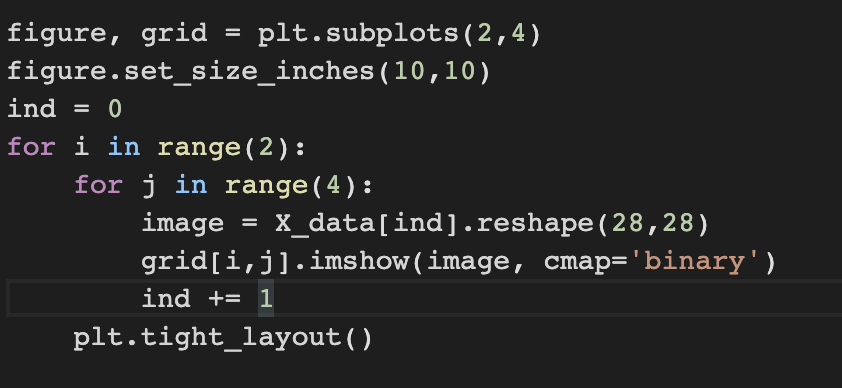 figure, grid = plt.subplots(2,4)
figure.set_size_inches(10,10)
ind = 0
for i in range(2):
    for j in range(4):
        image = X_data[ind].reshape(28,28)
        grid[i,j].imshow(image, cmap='binary')
        ind += 1
    plt.tight_layout()